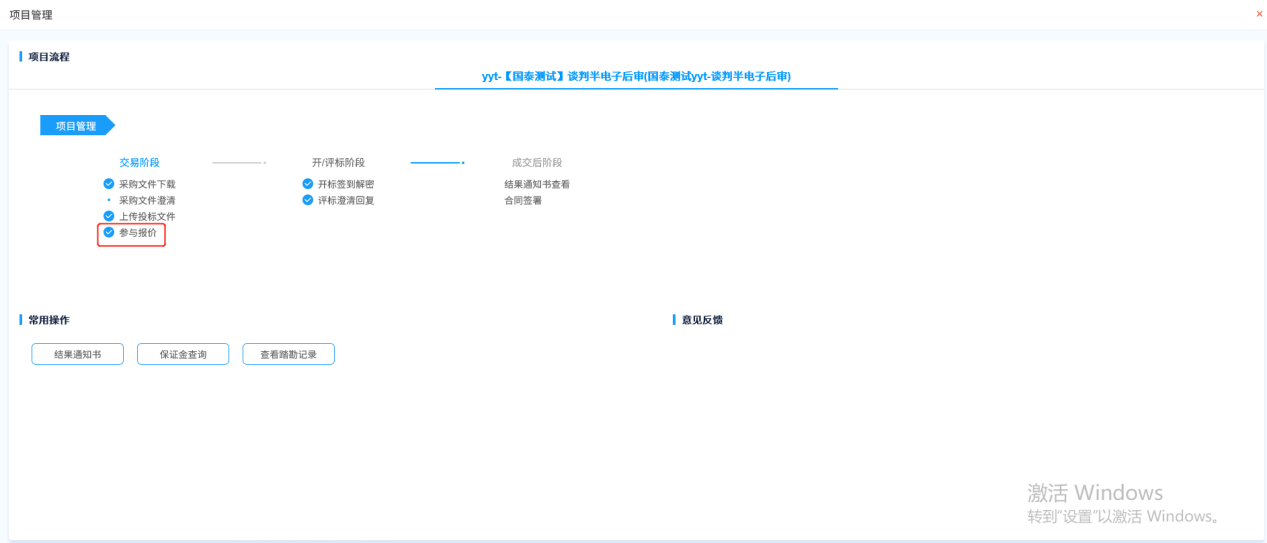 项目管理
×
项目流程
yyt-【国泰测试】谈判半电子后审(国泰测试yyt-谈判半电子后审)
项目管理
交易阶段
开/评标阶段
成交后阶段
采购文件下载
开标签到解密
结果通知书查看
采购文件澄清
评标澄清回复
合同签署
上传投标文件
参与报价
常用操作
意见反馈
结果通知书
保证金查询
查看踏勘记录
激活 Windows
转到"设置"以激活 Windows。